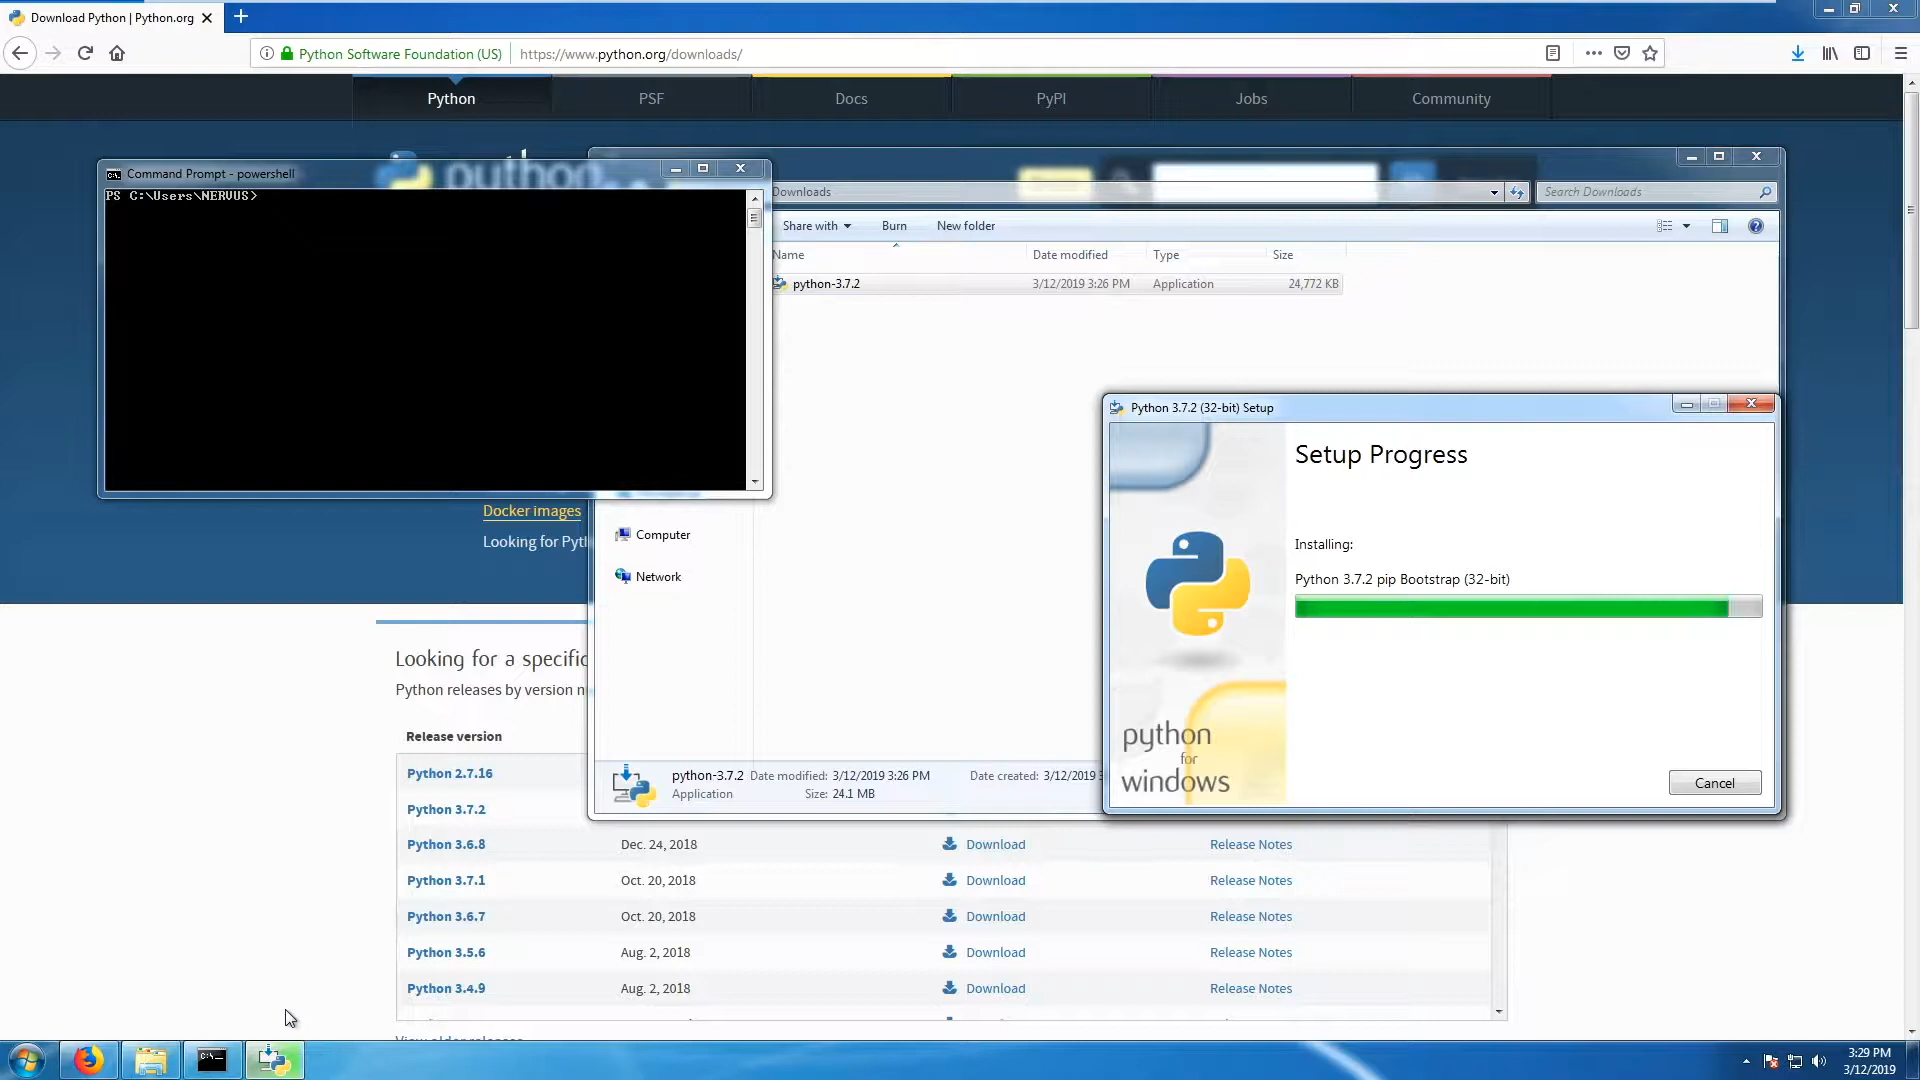 Download Python | Python.org
Python Software Foundation (US)
https://www.python.org/downloads/
Python
PSF
Docs
PyPI
Jobs
Community
python
Command Prompt - powershell
PS C:\Users\NERVUS>
Downloads
Search Downloads
Share with
Burn
New folder
Name
Date modified
Type
Size
python-3.7.2
3/12/2019 3:26 PM
Application
24,772 KB
Docker images
Looking for Pyt
Computer
Network
Python 3.7.2 (32-bit) Setup
Setup Progress
Installing:
Python 3.7.2 pip Bootstrap (32-bit)
python
for
windows
Cancel
python-3.7.2 Date modified: 3/12/2019 3:26 PM Date created: 3/12/2019 3
Application Size: 24.1 MB
Looking for a specific
Python releases by version n
Release version
Python 2.7.16
Python 3.7.2
Python 3.6.8 Dec. 24, 2018 Download Release Notes
Python 3.7.1 Oct. 20, 2018 Download Release Notes
Python 3.6.7 Oct. 20, 2018 Download Release Notes
Python 3.5.6 Aug. 2, 2018 Download Release Notes
Python 3.4.9 Aug. 2, 2018 Download Release Notes
View older releases
3:29 PM
3/12/2019